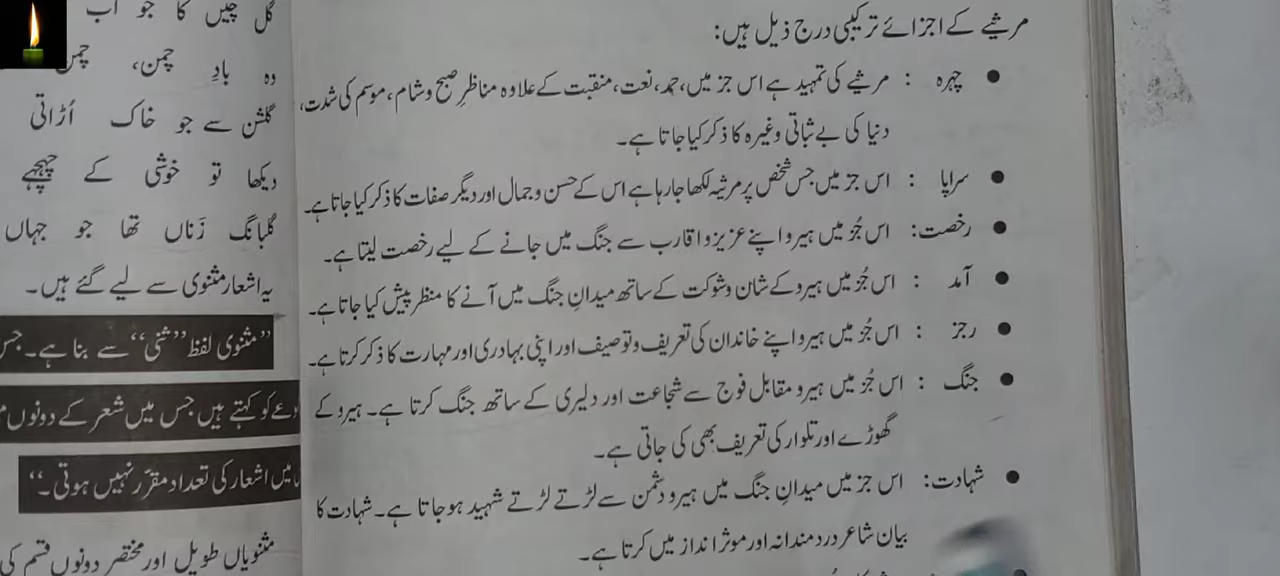 مرثیے کے اجزائے ترکیبی درج ذیل ہیں:
● چہرہ : مرثیے کی تمہید ہے اس جز میں، حمد، نعت، منقبت کے علاوہ مناظرِ صبح و شام، موسم کی شدت،
دنیا کی بے ثباتی وغیرہ کا ذکر کیا جاتا ہے۔
● سراپا : اس جز میں جس شخص پر مرثیہ لکھا جارہا ہے اس کے حسن و جمال اور دیگر صفات کا ذکر کیا جاتا ہے۔
● رخصت: اس جُز میں ہیرو اپنے عزیز و اقارب سے جنگ میں جانے کے لیے رخصت لیتا ہے۔
● آمد : اس جُز میں ہیرو کے شان و شوکت کے ساتھ میدانِ جنگ میں آنے کا منظر پیش کیا جاتا ہے۔
● رجز : اس جُز میں ہیرو اپنے خاندان کی تعریف و توصیف اور اپنی بہادری اور مہارت کا ذکر کرتا ہے۔
● جنگ : اس جُز میں ہیرو مقابل فوج سے شجاعت اور دلیری کے ساتھ جنگ کرتا ہے۔ ہیرو کے
گھوڑے اور تلوار کی تعریف بھی کی جاتی ہے۔
● شہادت: اس جز میں میدانِ جنگ میں ہیرو دشمن سے لڑتے لڑتے شہید ہوجاتا ہے۔ شہادت کا
بیان شاعر دردمندانہ اور موثر انداز میں کرتا ہے۔
گل چیں کا جو اب
وہ بادِ چمن، چمن
گلشن سے جو خاک اُڑاتی
دیکھا تو خوشی کے چہچہے
گلبانگ زَناں تھا جو جہاں
یہ اشعار مثنوی سے لیے گئے ہیں۔
”مثنوی لفظ ”ثنی“ سے بنا ہے۔ جس
کو کہتے ہیں جس میں شعر کے دونوں
میں اشعار کی تعداد مقرّر نہیں ہوتی۔“
مثنویاں طویل اور مختصر دونوں قسم کی